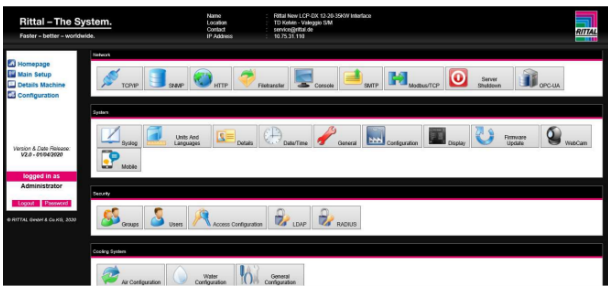 Rittal – The System.
Faster – better – worldwide.
Name : Rittal New LCP-DX 12-20-35KW Interface
Location : TD Kelvin - Valeggio S/M
Contact : service@rittal.de
IP Address : 10.75.31.110
RITTAL
Homepage
Main Setup
Details Machine
Configuration
Version & Date Release:
V2.0 - 01/04/2020
logged in as
Administrator
Logout Password
© RITTAL GmbH & Co.KG, 2020
Network
TCP/IP SNMP HTTP Filetransfer Console SMTP Modbus/TCP Server Shutdown OPC-UA
System
Syslog Units And Languages Details Date/Time General Configuration Display Firmware Update WebCam
Mobile
Security
Groups Users Access Configuration LDAP RADIUS
Cooling System
Air Configuration Water Configuration General Configuration